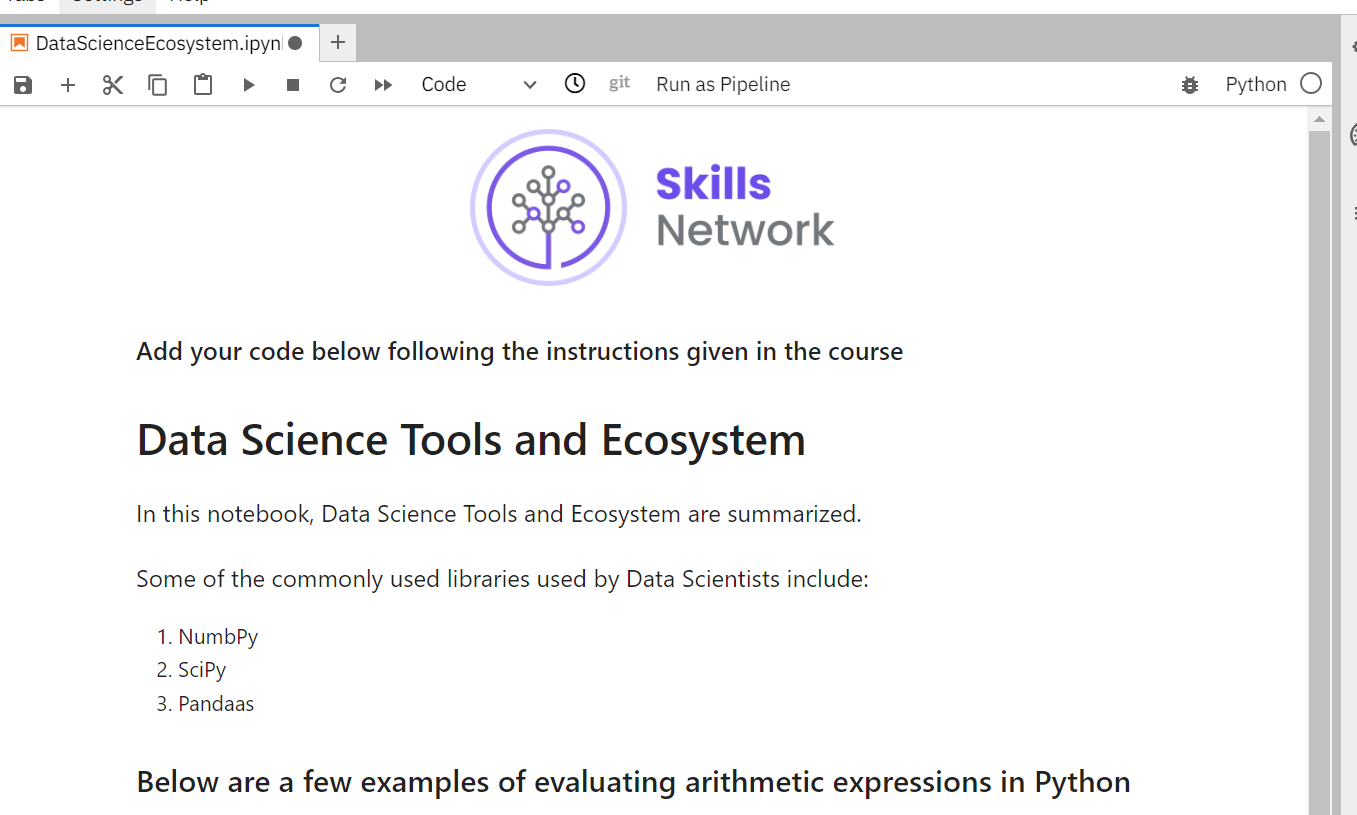 Settings
DataScienceEcosystem.ipyn
Code
git
Run as Pipeline
Python
Skills
Network
Add your code below following the instructions given in the course
Data Science Tools and Ecosystem
In this notebook, Data Science Tools and Ecosystem are summarized.
Some of the commonly used libraries used by Data Scientists include:
1. NumbPy
2. SciPy
3. Pandaas
Below are a few examples of evaluating arithmetic expressions in Python